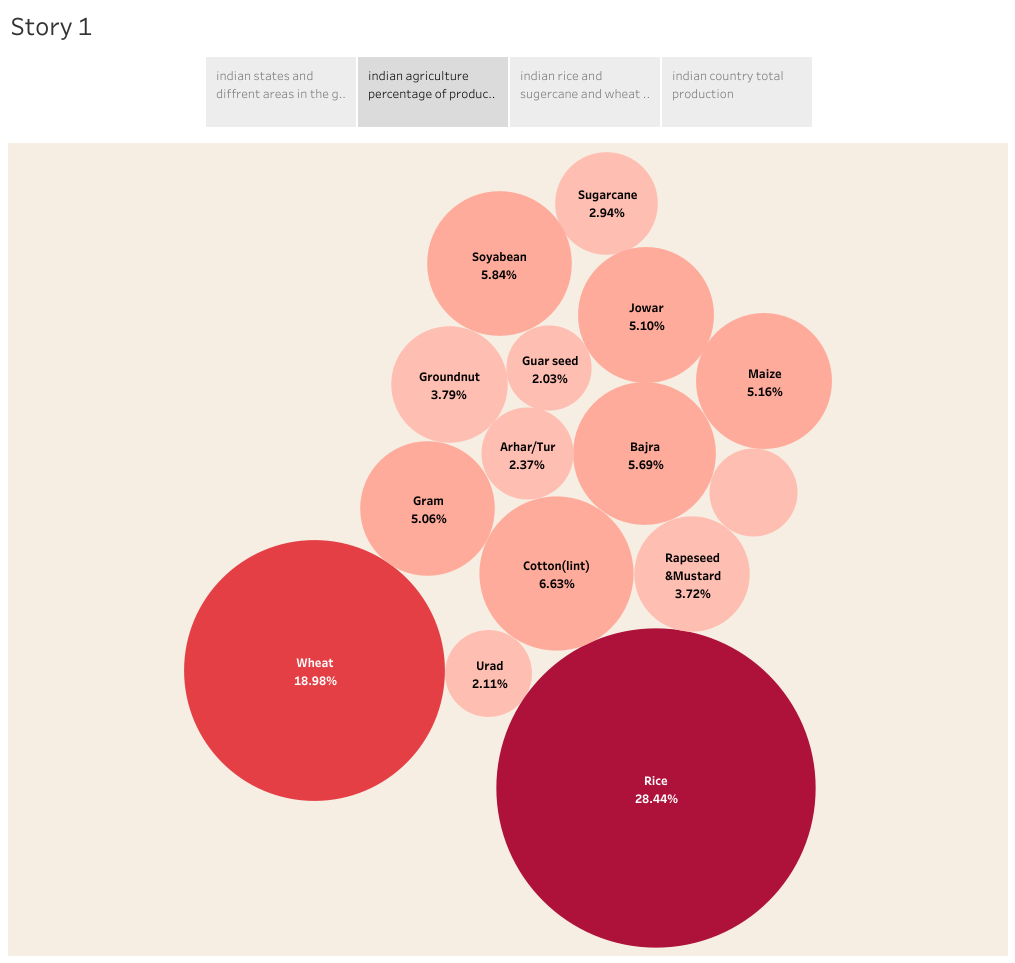 Story 1
indian states and
diffrent areas in the g..
indian agriculture
percentage of produc..
indian rice and
sugercane and wheat ..
indian country total
production
Sugarcane
2.94%
Soyabean
5.84%
Jowar
5.10%
Maize
5.16%
Guar seed
2.03%
Groundnut
3.79%
Arhar/Tur
2.37%
Bajra
5.69%
Gram
5.06%
Cotton(lint)
6.63%
Rapeseed
&Mustard
3.72%
Wheat
18.98%
Urad
2.11%
Rice
28.44%